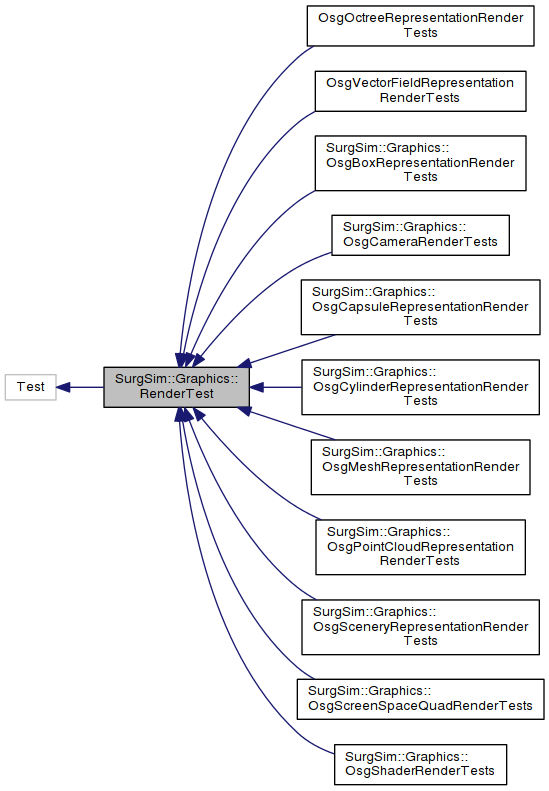 OsgOctreeRepresentationRender
Tests
OsgVectorFieldRepresentation
RenderTests
SurgSim::Graphics::
OsgBoxRepresentationRender
Tests
SurgSim::Graphics::
OsgCameraRenderTests
SurgSim::Graphics::
OsgCapsuleRepresentationRender
Tests
Test
SurgSim::Graphics::
RenderTest
SurgSim::Graphics::
OsgCylinderRepresentationRender
Tests
SurgSim::Graphics::
OsgMeshRepresentationRender
Tests
SurgSim::Graphics::
OsgPointCloudRepresentation
RenderTests
SurgSim::Graphics::
OsgSceneryRepresentationRender
Tests
SurgSim::Graphics::
OsgScreenSpaceQuadRenderTests
SurgSim::Graphics::
OsgShaderRenderTests